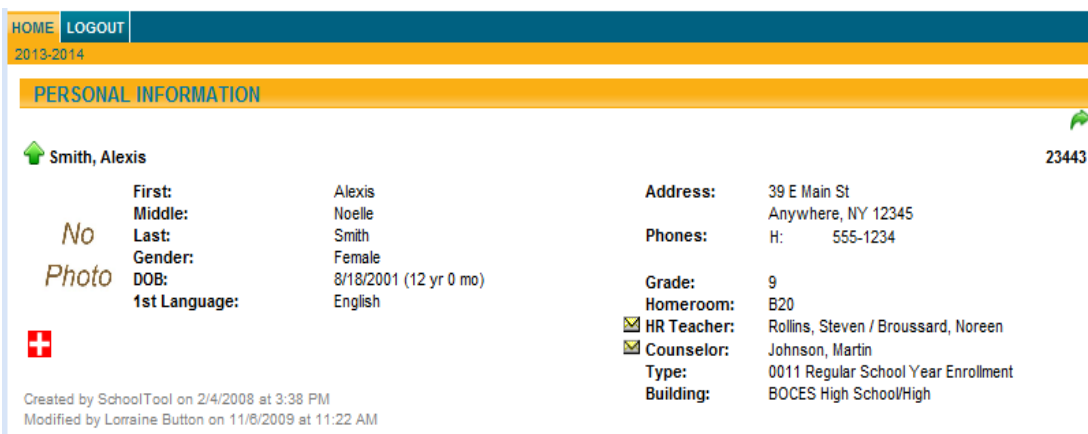 HOME LOGOUT
2013-2014
PERSONAL INFORMATION
Smith, Alexis 23443
No
Photo
First: Alexis
Middle: Noelle
Last: Smith
Gender: Female
DOB: 8/18/2001 (12 yr 0 mo)
1st Language: English
Address: 39 E Main St
Anywhere, NY 12345
Phones: H: 555-1234
Grade: 9
Homeroom: B20
HR Teacher: Rollins, Steven / Broussard, Noreen
Counselor: Johnson, Martin
Type: 0011 Regular School Year Enrollment
Building: BOCES High School/High
Created by SchoolTool on 2/4/2008 at 3:38 PM
Modified by Lorraine Button on 11/6/2009 at 11:22 AM